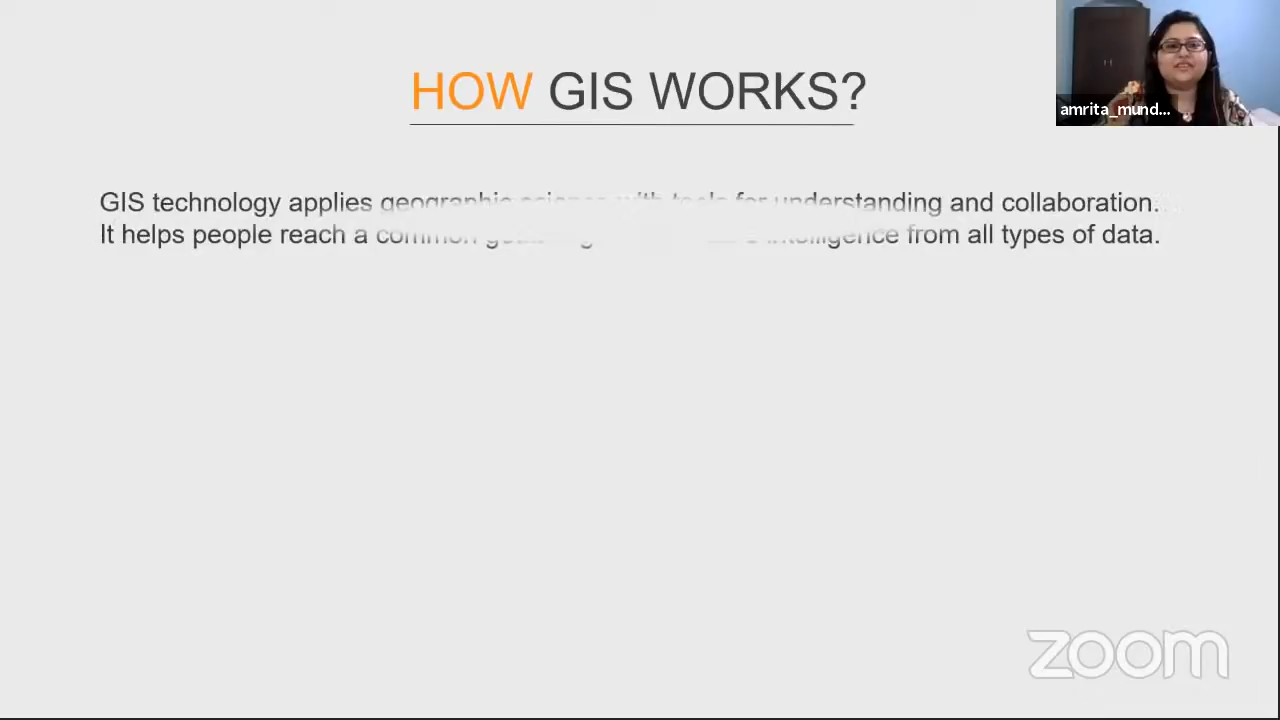 HOW GIS WORKS?
amrita_mund...
GIS technology applies geographic science with tools for understanding and collaboration.
It helps people reach a common intelligence from all types of data.
zoom